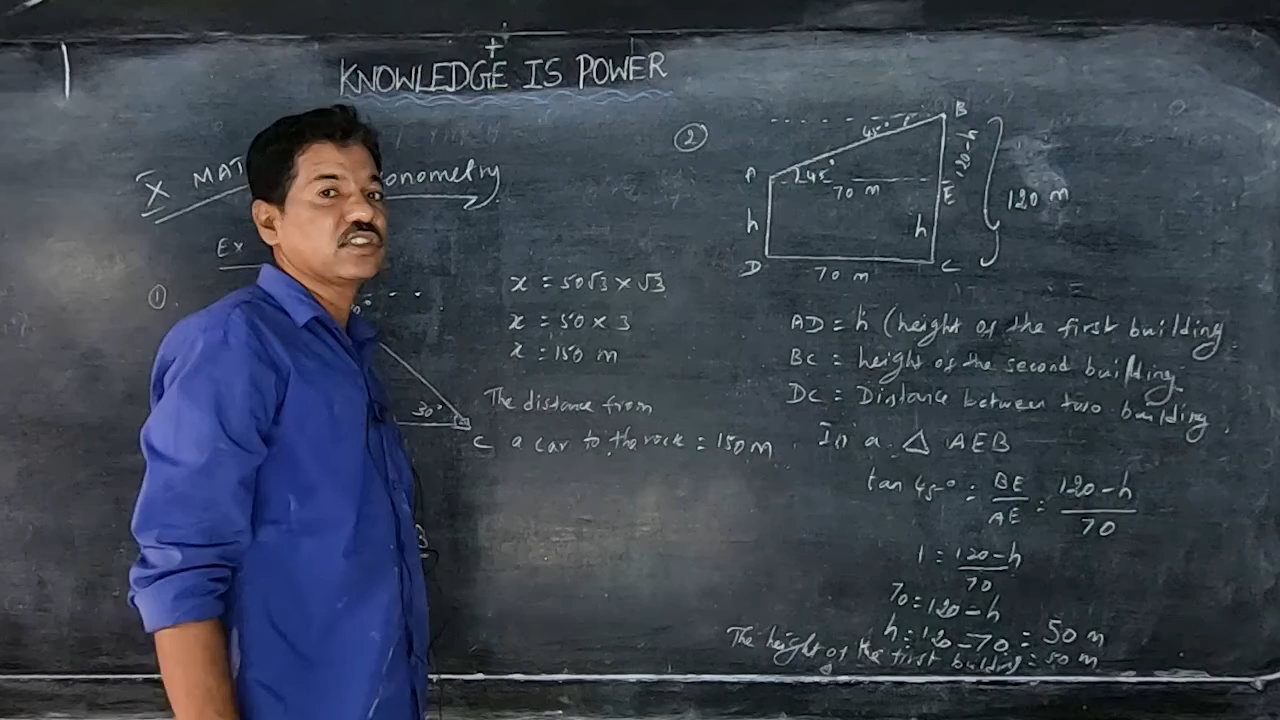 KNOWLEDGE IS POWER
X MAT onometry
Ex
①
30°
C
x = 50√3 × √3
x = 50 × 3
x = 150 m
The distance from
a car to the rock = 150 m
②
B
45°
A
45°
70 m
E
120-h
120 m
h
h
D
70 m
C
AD = h (height of the first building
BC = height of the second building
DC = Distance between two building.
In a △ AEB
tan 45° = BE/AE = 120-h/70
1 = 120-h/70
70 = 120-h
h = 120-70 = 50 m
The height of the first building = 50 m